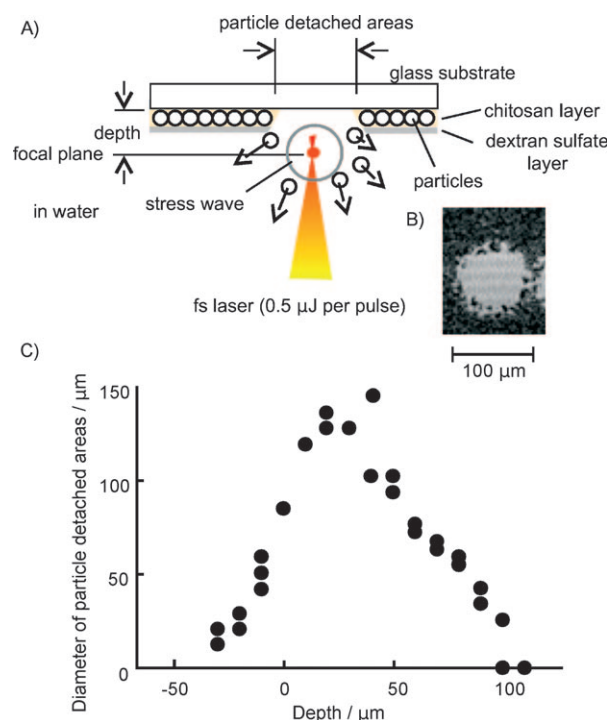 A)
particle detached areas
glass substrate
chitosan layer
depth
dextran sulfate
layer
focal plane
particles
stress wave
in water
B)
fs laser (0.5 µJ per pulse)
100 µm
C)
Diameter of particle detached areas / µm
150
100
50
0
-50
0
50
100
Depth / µm